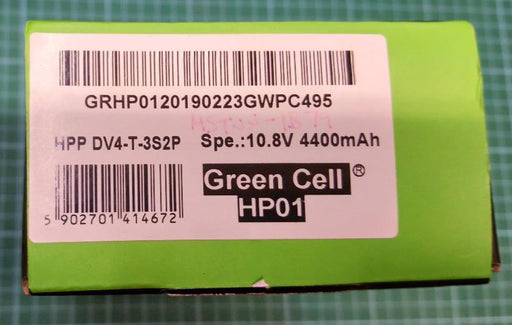 GRHP0120190223GWPC495
HPP DV4-T-3S2P Spe.:10.8V 4400mAh
Green Cell ®
HP01
5 902701 414672